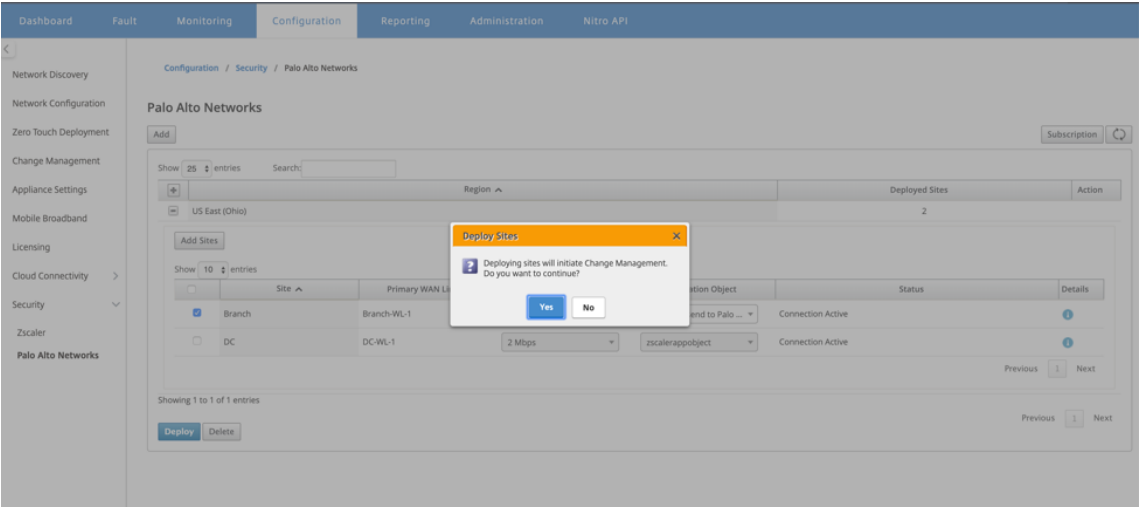 Dashboard Fault Monitoring Configuration Reporting Administration Nitro API
Network Discovery
Network Configuration
Zero Touch Deployment
Change Management
Appliance Settings
Mobile Broadband
Licensing
Cloud Connectivity
Security
Zscaler
Palo Alto Networks
Configuration / Security / Palo Alto Networks
Palo Alto Networks
Add Subscription
Show 25 entries Search:
Region Deployed Sites Action
US East (Ohio) 2
Add Sites
Show 10 entries
Site Primary WAN Object Status Details
Branch Branch-WL-1 to Palo ... Connection Active
DC DC-WL-1 2 Mbps zscalerappobject Connection Active
Previous 1 Next
Showing 1 to 1 of 1 entries
Previous 1 Next
Deploy Delete
Deploy Sites
Deploying sites will initiate Change Management.
Do you want to continue?
Yes No